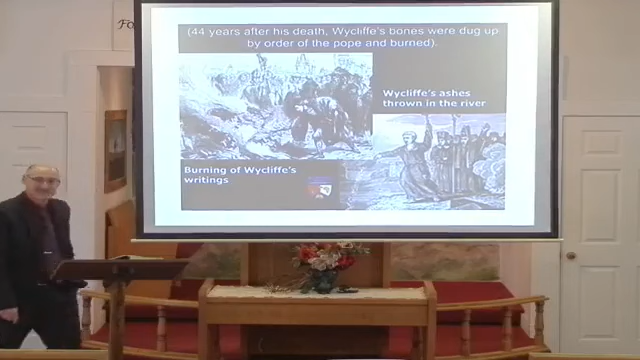 Fo
(44 years after his death, Wycliffe's bones were dug up
by order of the pope and burned).
Wycliffe's ashes
thrown in the river
Burning of Wycliffe's
writings